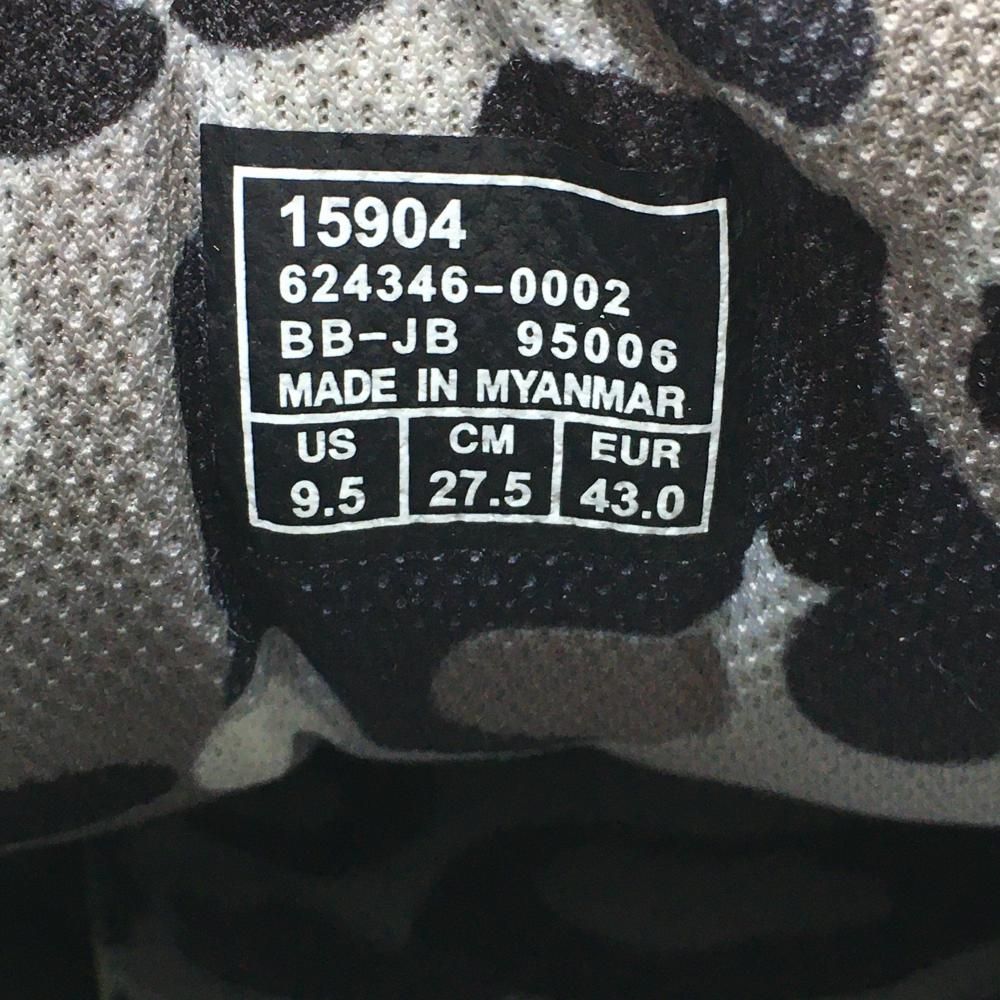 15904
624346-0002
BB-JB 95006
MADE IN MYANMAR
US CM EUR
9.5 27.5 43.0